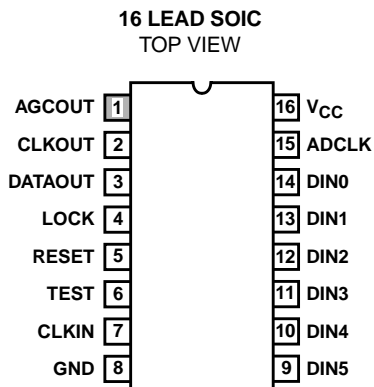 16 LEAD SOIC
TOP VIEW
AGCOUT 1 16 VCC
CLKOUT 2 15 ADCLK
DATAOUT 3 14 DIN0
LOCK 4 13 DIN1
RESET 5 12 DIN2
TEST 6 11 DIN3
CLKIN 7 10 DIN4
GND 8 9 DIN5